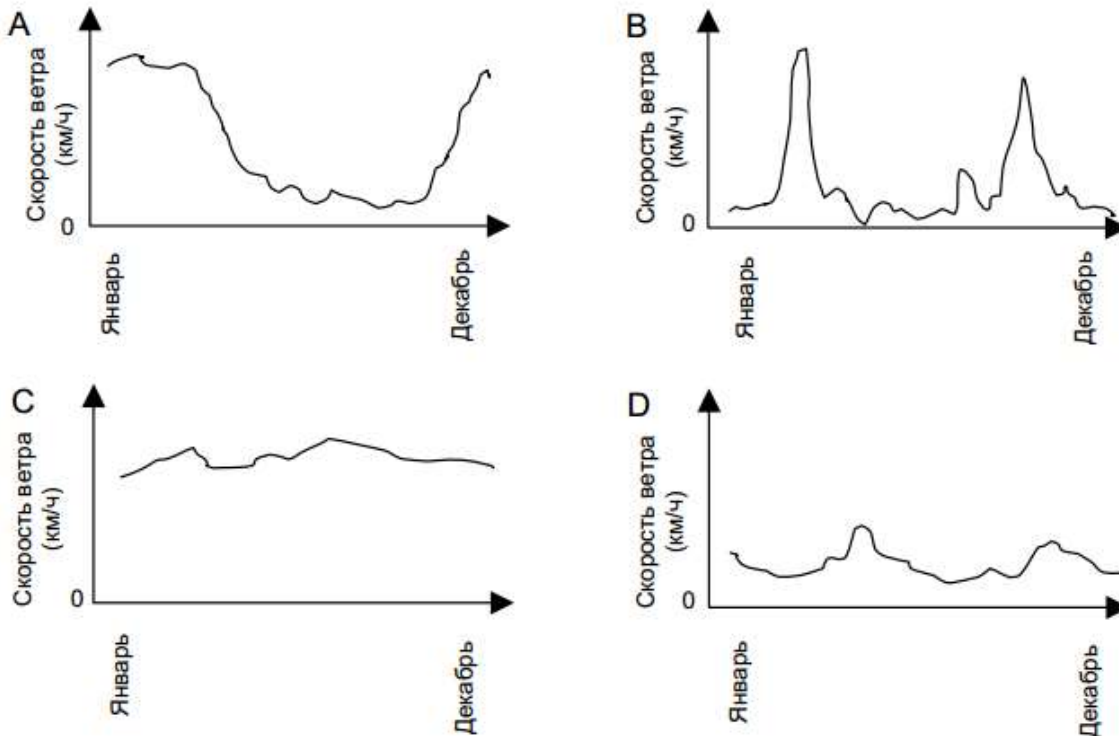 A
Скорость ветра
(км/ч)
0
Январь
Декабрь
B
Скорость ветра
(км/ч)
0
Январь
Декабрь
C
Скорость ветра
(км/ч)
0
Январь
Декабрь
D
Скорость ветра
(км/ч)
0
Январь
Декабрь